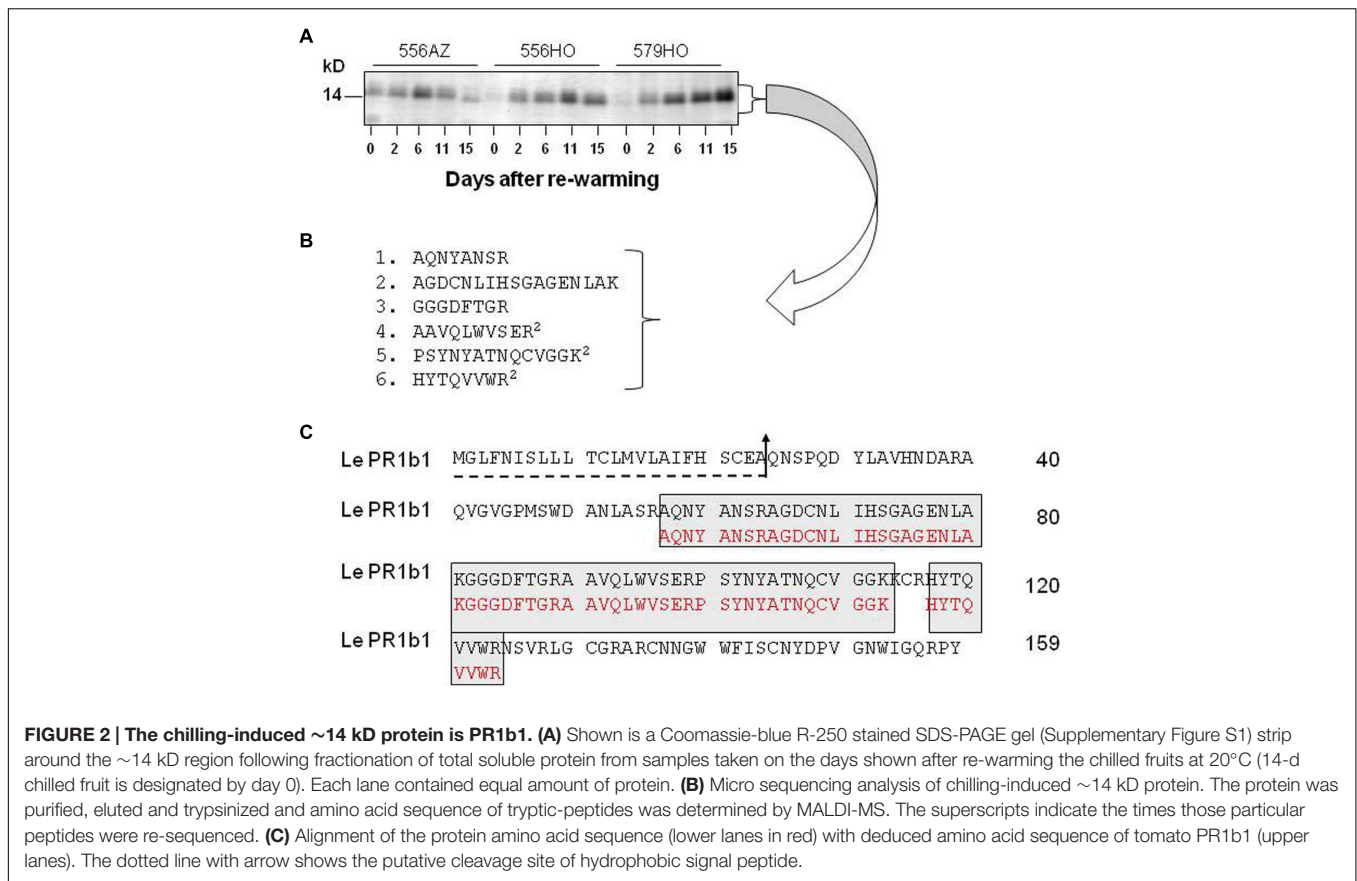 A
556AZ 556HO 579HO
kD
14
0 2 6 11 15 0 2 6 11 15 0 2 6 11 15
Days after re-warming
B
1. AQNYANSR
2. AGDCNLIHSGAGENLAK
3. GGGDFTGR
4. AAVQLWVSER²
5. PSYNYATNQCVGGK²
6. HYTQVVWR²
C
Le PR1b1 MGLFNISLLL TCLMVLAIFH SCEAQNSPQD YLAVHNDARA 40
Le PR1b1 QVGVGPMSWD ANLASRAQNY ANSRAGDCNL IHSGAGENLA 80
AQNY ANSRAGDCNL IHSGAGENLA
Le PR1b1 KGGGDFTGRA AVQLWVSERP SYNYATNQCV GGKKCRHYTQ 120
KGGGDFTGRA AVQLWVSERP SYNYATNQCV GGK HYTQ
Le PR1b1 VVWRNSVRLG CGRARCNNGW WFISCNYDPV GNWIGQRPY 159
VVWR
FIGURE 2 | The chilling-induced ∼14 kD protein is PR1b1. (A) Shown is a Coomassie-blue R-250 stained SDS-PAGE gel (Supplementary Figure S1) strip
around the ∼14 kD region following fractionation of total soluble protein from samples taken on the days shown after re-warming the chilled fruits at 20°C (14-d
chilled fruit is designated by day 0). Each lane contained equal amount of protein. (B) Micro sequencing analysis of chilling-induced ∼14 kD protein. The protein was
purified, eluted and trypsinized and amino acid sequence of tryptic-peptides was determined by MALDI-MS. The superscripts indicate the times those particular
peptides were re-sequenced. (C) Alignment of the protein amino acid sequence (lower lanes in red) with deduced amino acid sequence of tomato PR1b1 (upper
lanes). The dotted line with arrow shows the putative cleavage site of hydrophobic signal peptide.